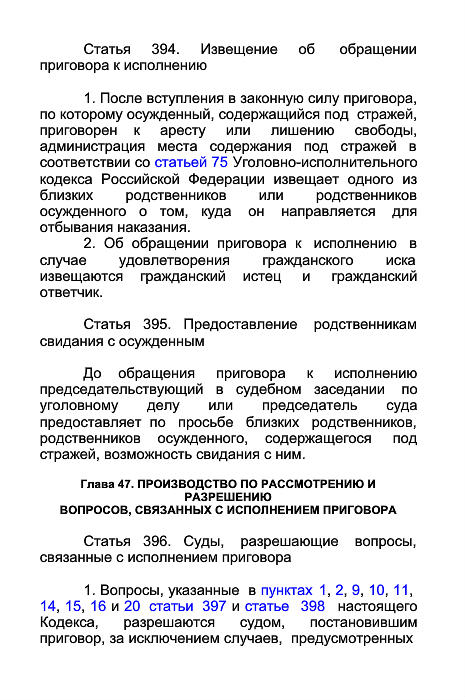 Статья 394. Извещение об обращении
приговора к исполнению
1. После вступления в законную силу приговора,
по которому осужденный, содержащийся под стражей,
приговорен к аресту или лишению свободы,
администрация места содержания под стражей в
соответствии со статьей 75 Уголовно-исполнительного
кодекса Российской Федерации извещает одного из
близких родственников или родственников
осужденного о том, куда он направляется для
отбывания наказания.
2. Об обращении приговора к исполнению в
случае удовлетворения гражданского иска
извещаются гражданский истец и гражданский
ответчик.
Статья 395. Предоставление родственникам
свидания с осужденным
До обращения приговора к исполнению
председательствующий в судебном заседании по
уголовному делу или председатель суда
предоставляет по просьбе близких родственников,
родственников осужденного, содержащегося под
стражей, возможность свидания с ним.
Глава 47. ПРОИЗВОДСТВО ПО РАССМОТРЕНИЮ И
РАЗРЕШЕНИЮ
ВОПРОСОВ, СВЯЗАННЫХ С ИСПОЛНЕНИЕМ ПРИГОВОРА
Статья 396. Суды, разрешающие вопросы,
связанные с исполнением приговора
1. Вопросы, указанные в пунктах 1, 2, 9, 10, 11,
14, 15, 16 и 20 статьи 397 и статье 398 настоящего
Кодекса, разрешаются судом, постановившим
приговор, за исключением случаев, предусмотренных